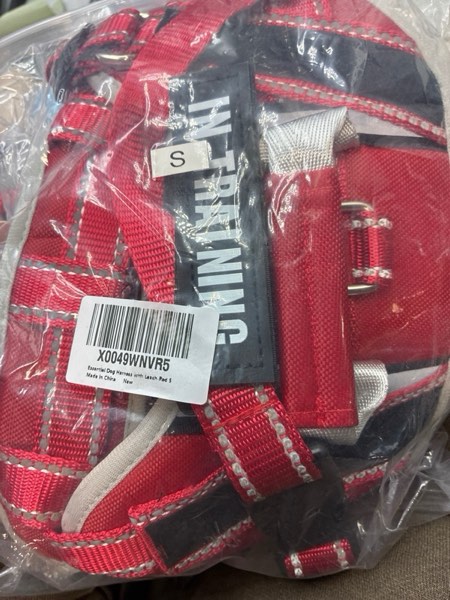 IN TRAINING
S
X0049WNVR5
Essential Dog Harness with Leash Red S
Made in China New